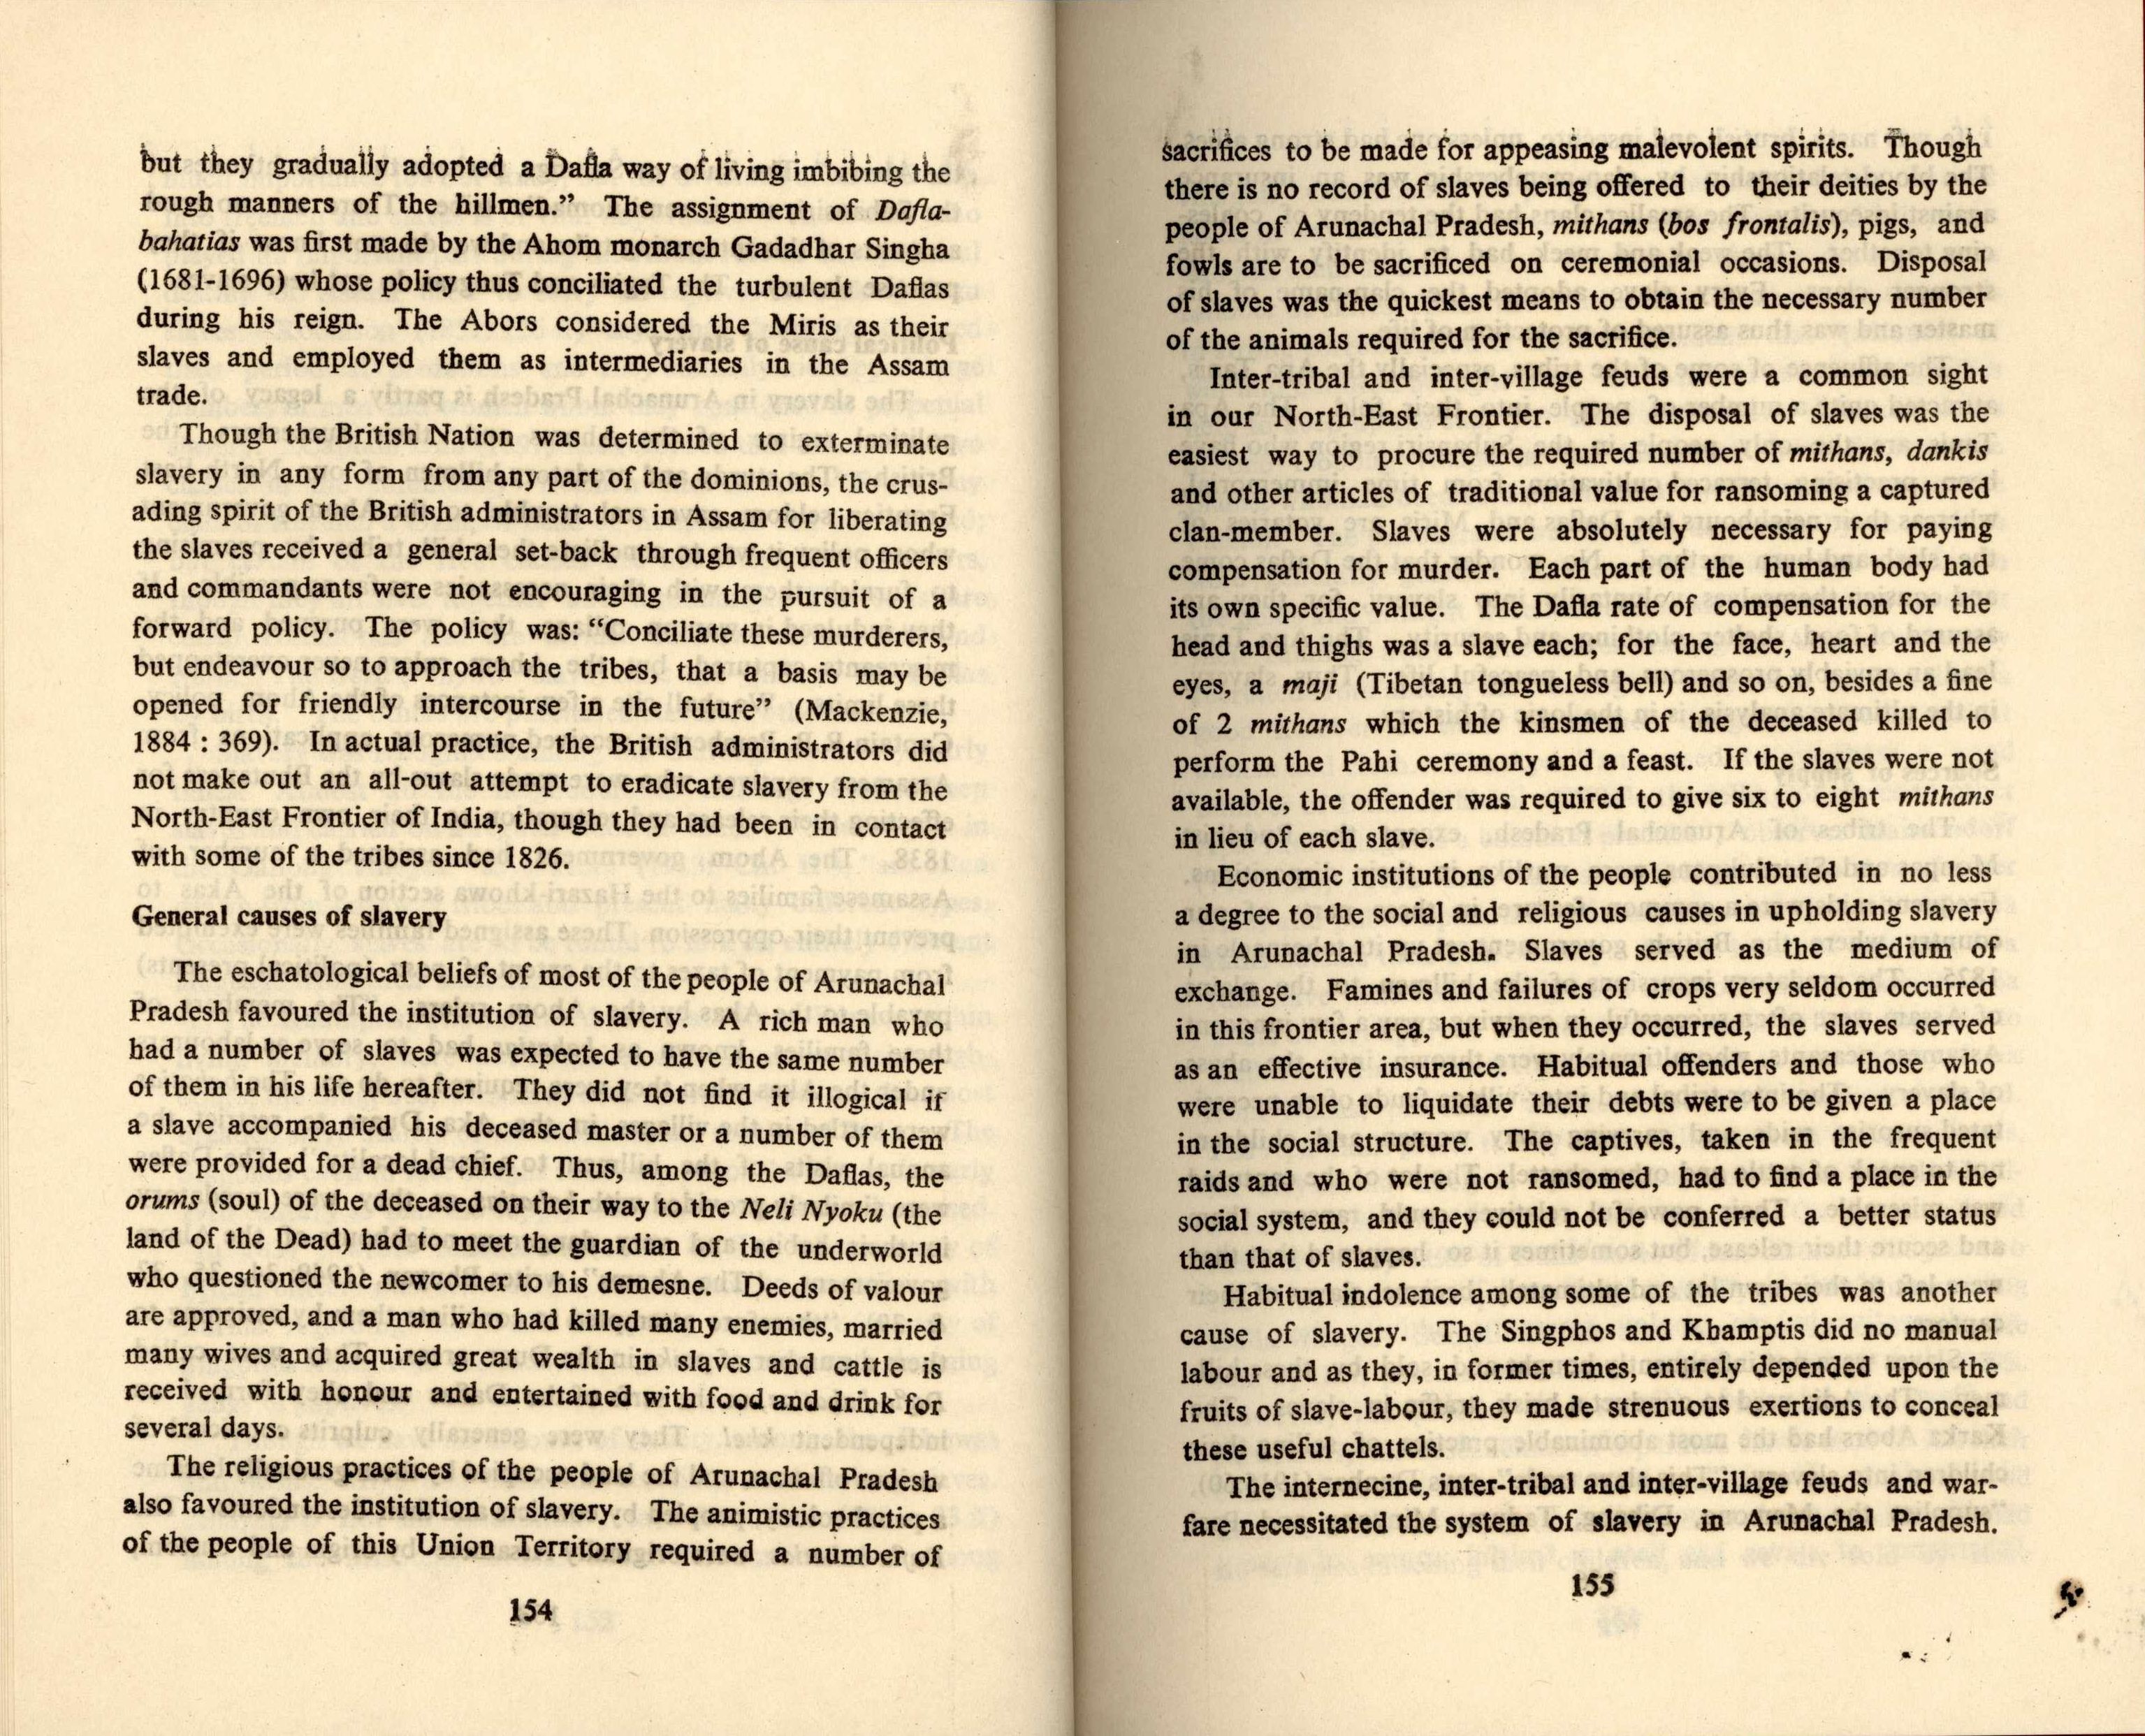 but they gradually adopted a Dafla way of living imbibing the
rough manners of the hillmen.” The assignment of Dafla-
bahatias was first made by the Ahom monarch Gadadhar Singha
(1681-1696) whose policy thus conciliated the turbulent Daflas
during his reign. The Abors considered the Miris as their
slaves and employed them as intermediaries in the Assam
trade.
Though the British Nation was determined to exterminate
slavery in any form from any part of the dominions, the crus-
ading spirit of the British administrators in Assam for liberating
the slaves received a general set-back through frequent officers
and commandants were not encouraging in the pursuit of a
forward policy. The policy was: “Conciliate these murderers,
but endeavour so to approach the tribes, that a basis may be
opened for friendly intercourse in the future” (Mackenzie,
1884 : 369). In actual practice, the British administrators did
not make out an all-out attempt to eradicate slavery from the
North-East Frontier of India, though they had been in contact
with some of the tribes since 1826.
General causes of slavery
The eschatological beliefs of most of the people of Arunachal
Pradesh favoured the institution of slavery. A rich man who
had a number of slaves was expected to have the same number
of them in his life hereafter. They did not find it illogical if
a slave accompanied his deceased master or a number of them
were provided for a dead chief. Thus, among the Daflas, the
orums (soul) of the deceased on their way to the Neli Nyoku (the
land of the Dead) had to meet the guardian of the underworld
who questioned the newcomer to his demesne. Deeds of valour
are approved, and a man who had killed many enemies, married
many wives and acquired great wealth in slaves and cattle is
received with honour and entertained with food and drink for
several days.
The religious practices of the people of Arunachal Pradesh
also favoured the institution of slavery. The animistic practices
of the people of this Union Territory required a number of
154
sacrifices to be made for appeasing malevolent spirits. Though
there is no record of slaves being offered to their deities by the
people of Arunachal Pradesh, mithans (bos frontalis), pigs, and
fowls are to be sacrificed on ceremonial occasions. Disposal
of slaves was the quickest means to obtain the necessary number
of the animals required for the sacrifice.
Inter-tribal and inter-village feuds were a common sight
in our North-East Frontier. The disposal of slaves was the
easiest way to procure the required number of mithans, dankis
and other articles of traditional value for ransoming a captured
clan-member. Slaves were absolutely necessary for paying
compensation for murder. Each part of the human body had
its own specific value. The Dafla rate of compensation for the
head and thighs was a slave each; for the face, heart and the
eyes, a maji (Tibetan tongueless bell) and so on, besides a fine
of 2 mithans which the kinsmen of the deceased killed to
perform the Pahi ceremony and a feast. If the slaves were not
available, the offender was required to give six to eight mithans
in lieu of each slave.
Economic institutions of the people contributed in no less
a degree to the social and religious causes in upholding slavery
in Arunachal Pradesh. Slaves served as the medium of
exchange. Famines and failures of crops very seldom occurred
in this frontier area, but when they occurred, the slaves served
as an effective insurance. Habitual offenders and those who
were unable to liquidate their debts were to be given a place
in the social structure. The captives, taken in the frequent
raids and who were not ransomed, had to find a place in the
social system, and they could not be conferred a better status
than that of slaves.
Habitual indolence among some of the tribes was another
cause of slavery. The Singphos and Khamptis did no manual
labour and as they, in former times, entirely depended upon the
fruits of slave-labour, they made strenuous exertions to conceal
these useful chattels.
The internecine, inter-tribal and inter-village feuds and war-
fare necessitated the system of slavery in Arunachal Pradesh.
155